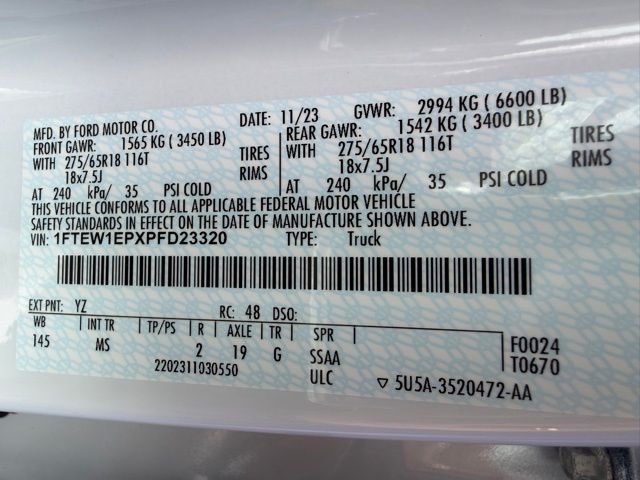 MFD. BY FORD MOTOR CO.
DATE: 11/23 GVWR: 2994 KG ( 6600 LB)
FRONT GAWR: 1565 KG ( 3450 LB)
REAR GAWR: 1542 KG ( 3400 LB)
WITH 275/65R18 116T TIRES
WITH 275/65R18 116T TIRES
18x7.5J RIMS
18x7.5J RIMS
AT 240 kPa/ 35 PSI COLD
AT 240 kPa/ 35 PSI COLD
THIS VEHICLE CONFORMS TO ALL APPLICABLE FEDERAL MOTOR VEHICLE
SAFETY STANDARDS IN EFFECT ON THE DATE OF MANUFACTURE SHOWN ABOVE.
VIN: 1FTEW1EPXPFD23320 TYPE: Truck
EXT PNT: YZ RC: 48 DSO:
WB INT TR TP/PS R AXLE TR SPR
145 MS 2 19 G SSAA
2202311030550 ULC
F0024
T0670
5U5A-3520472-AA